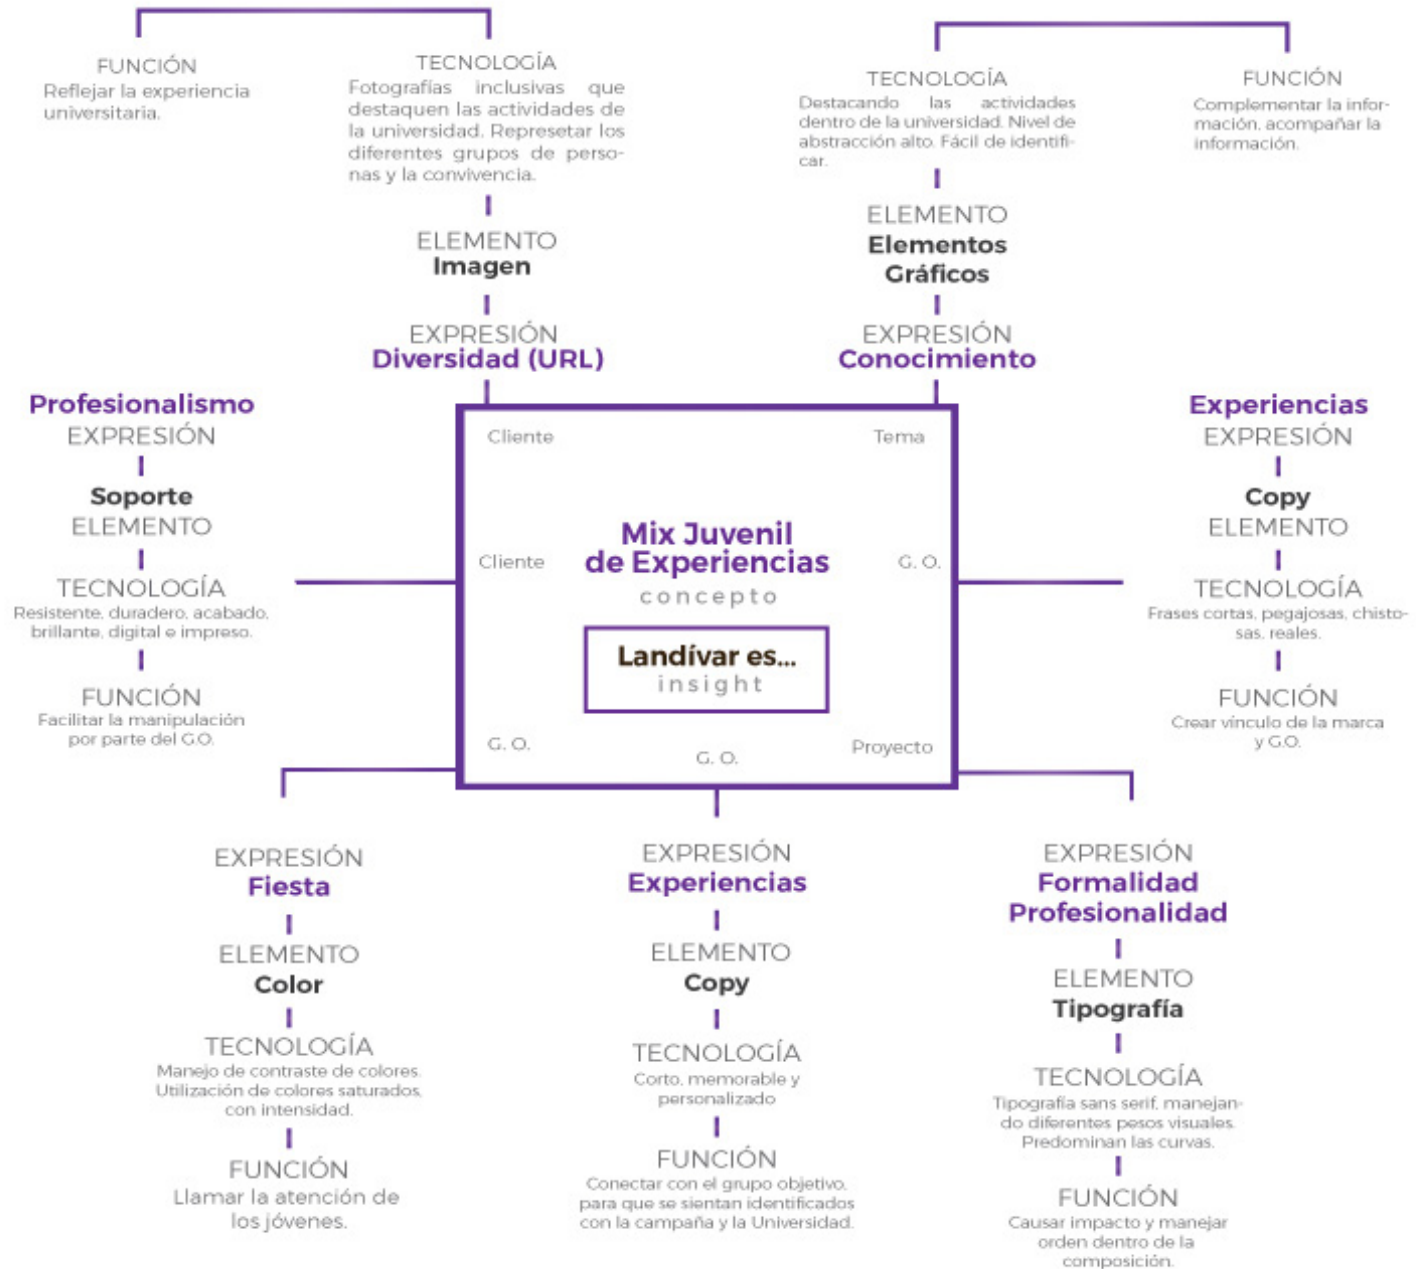 FUNCIÓN
Reflejar la experiencia
universitaria.
TECNOLOGÍA
Fotografías inclusivas que
destaquen las actividades de
la universidad. Represetar los
diferentes grupos de perso-
nas y la convivencia.
ELEMENTO
Imagen
EXPRESIÓN
Diversidad (URL)
TECNOLOGÍA
Destacando las actividades
dentro de la universidad. Nivel de
abstracción alto. Fácil de identifi-
car.
FUNCIÓN
Complementar la infor-
mación, acompañar la
información.
ELEMENTO
Elementos
Gráficos
EXPRESIÓN
Conocimiento
Profesionalismo
EXPRESIÓN
Soporte
ELEMENTO
TECNOLOGÍA
Resistente, duradero, acabado,
brillante, digital e impreso.
FUNCIÓN
Facilitar la manipulación
por parte del G.O.
Cliente
Tema
Mix Juvenil
de Experiencias
concepto
Cliente
G. O.
Landívar es...
insight
G. O.
G. O.
Proyecto
Experiencias
EXPRESIÓN
Copy
ELEMENTO
TECNOLOGÍA
Frases cortas, pegajosas, chisto-
sas, reales.
FUNCIÓN
Crear vínculo de la marca
y G.O.
EXPRESIÓN
Fiesta
ELEMENTO
Color
TECNOLOGÍA
Manejo de contraste de colores.
Utilización de colores saturados,
con intensidad.
FUNCIÓN
Llamar la atención de
los jóvenes.
EXPRESIÓN
Experiencias
ELEMENTO
Copy
TECNOLOGÍA
Corto, memorable y
personalizado
FUNCIÓN
Conectar con el grupo objetivo,
para que se sientan identificados
con la campaña y la Universidad.
EXPRESIÓN
Formalidad
Profesionalidad
ELEMENTO
Tipografía
TECNOLOGÍA
Tipografía sans serif, manejan-
do diferentes pesos visuales.
Predominan las curvas.
FUNCIÓN
Causar impacto y manejar
orden dentro de la
composición.